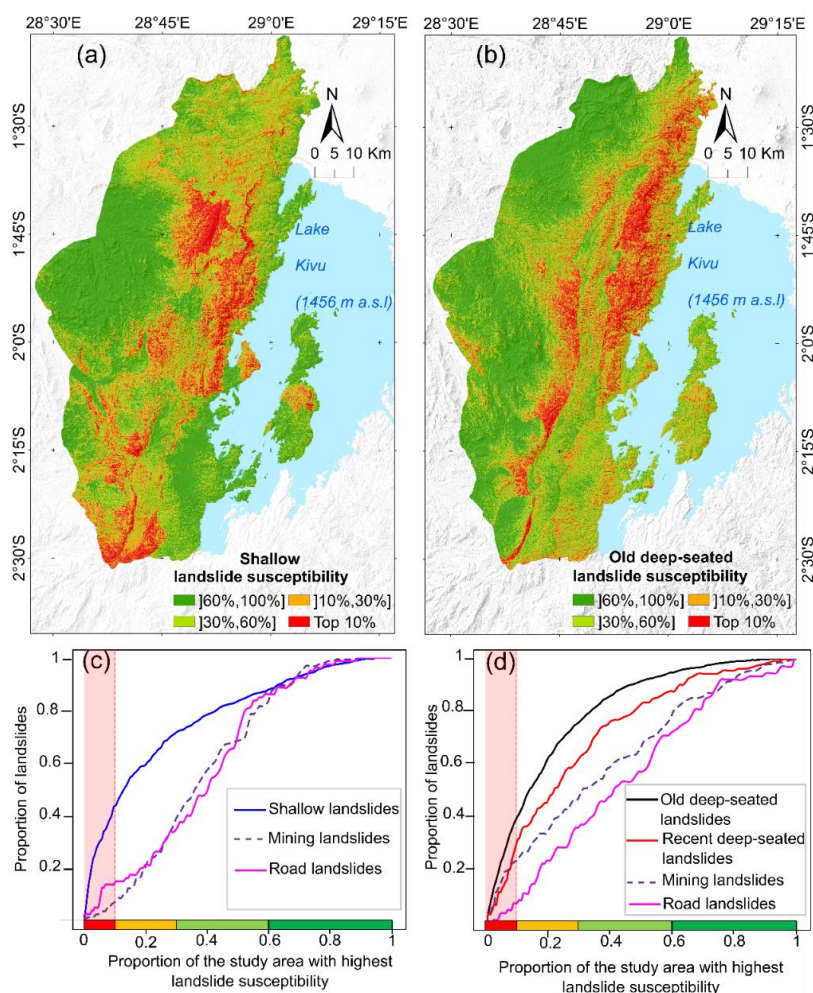 28°30'E 28°45'E 29°0'E 28°30'E 28°45'E 29°0'E
(a)
N
0 5 10 Km
1°30'S
1°45'S
2°0'S
2°15'S
2°30'S
Lake
Kivu
(1456 m a.s.l)
Shallow
landslide susceptibility
]60%,100%] ]10%,30%]
]30%,60%] Top 10%
(b)
N
0 5 10 Km
Lake
Kivu
(1456 m a.s.l)
1°30'S
1°45'S
2°0'S
2°15'S
2°30'S
Old deep-seated
landslide susceptibility
]60%,100%] ]10%,30%]
]30%,60%] Top 10%
(c)
Proportion of landslides
1
0.8
0.6
0.4
0.2
Shallow landslides
Mining landslides
Road landslides
0 0.2 0.4 0.6 0.8 1
Proportion of the study area with highest
landslide susceptibility
(d)
Proportion of landslides
1
0.8
0.6
0.4
0.2
Old deep-seated
landslides
Recent deep-seated
landslides
Mining landslides
Road landslides
0 0.2 0.4 0.6 0.8 1
Proportion of the study area with highest
landslide susceptibility